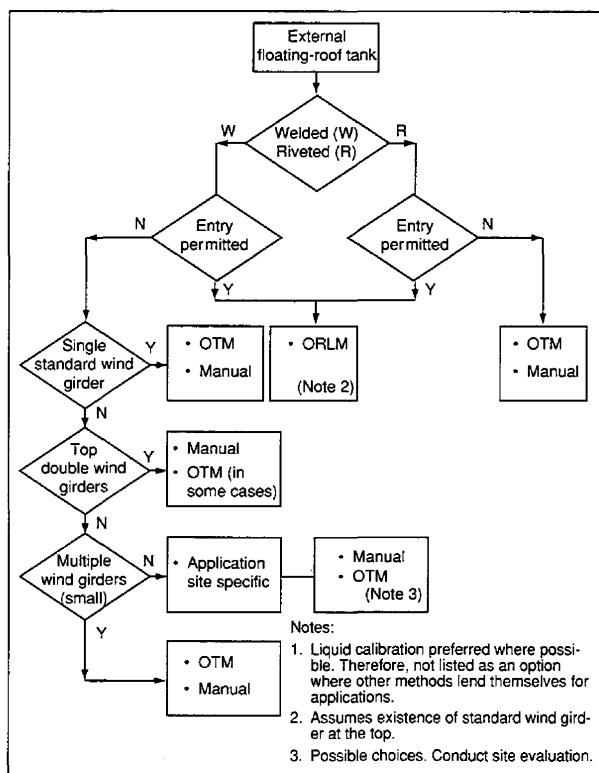 External
floating-roof tank
Welded (W)
Riveted (R)
W
R
Entry
permitted
N
Y
Entry
permitted
N
Y
Single
standard wind
girder
Y
N
• OTM
• Manual
• ORLM
(Note 2)
• OTM
• Manual
Top
double wind
girders
Y
N
• Manual
• OTM (in
some cases)
Multiple
wind girders
(small)
N
Y
• Application
site specific
• Manual
• OTM
(Note 3)
• OTM
• Manual
Notes:
1. Liquid calibration preferred where possi-
ble. Therefore, not listed as an option
where other methods lend themselves for
applications.
2. Assumes existence of standard wind gird-
er at the top.
3. Possible choices. Conduct site evaluation.